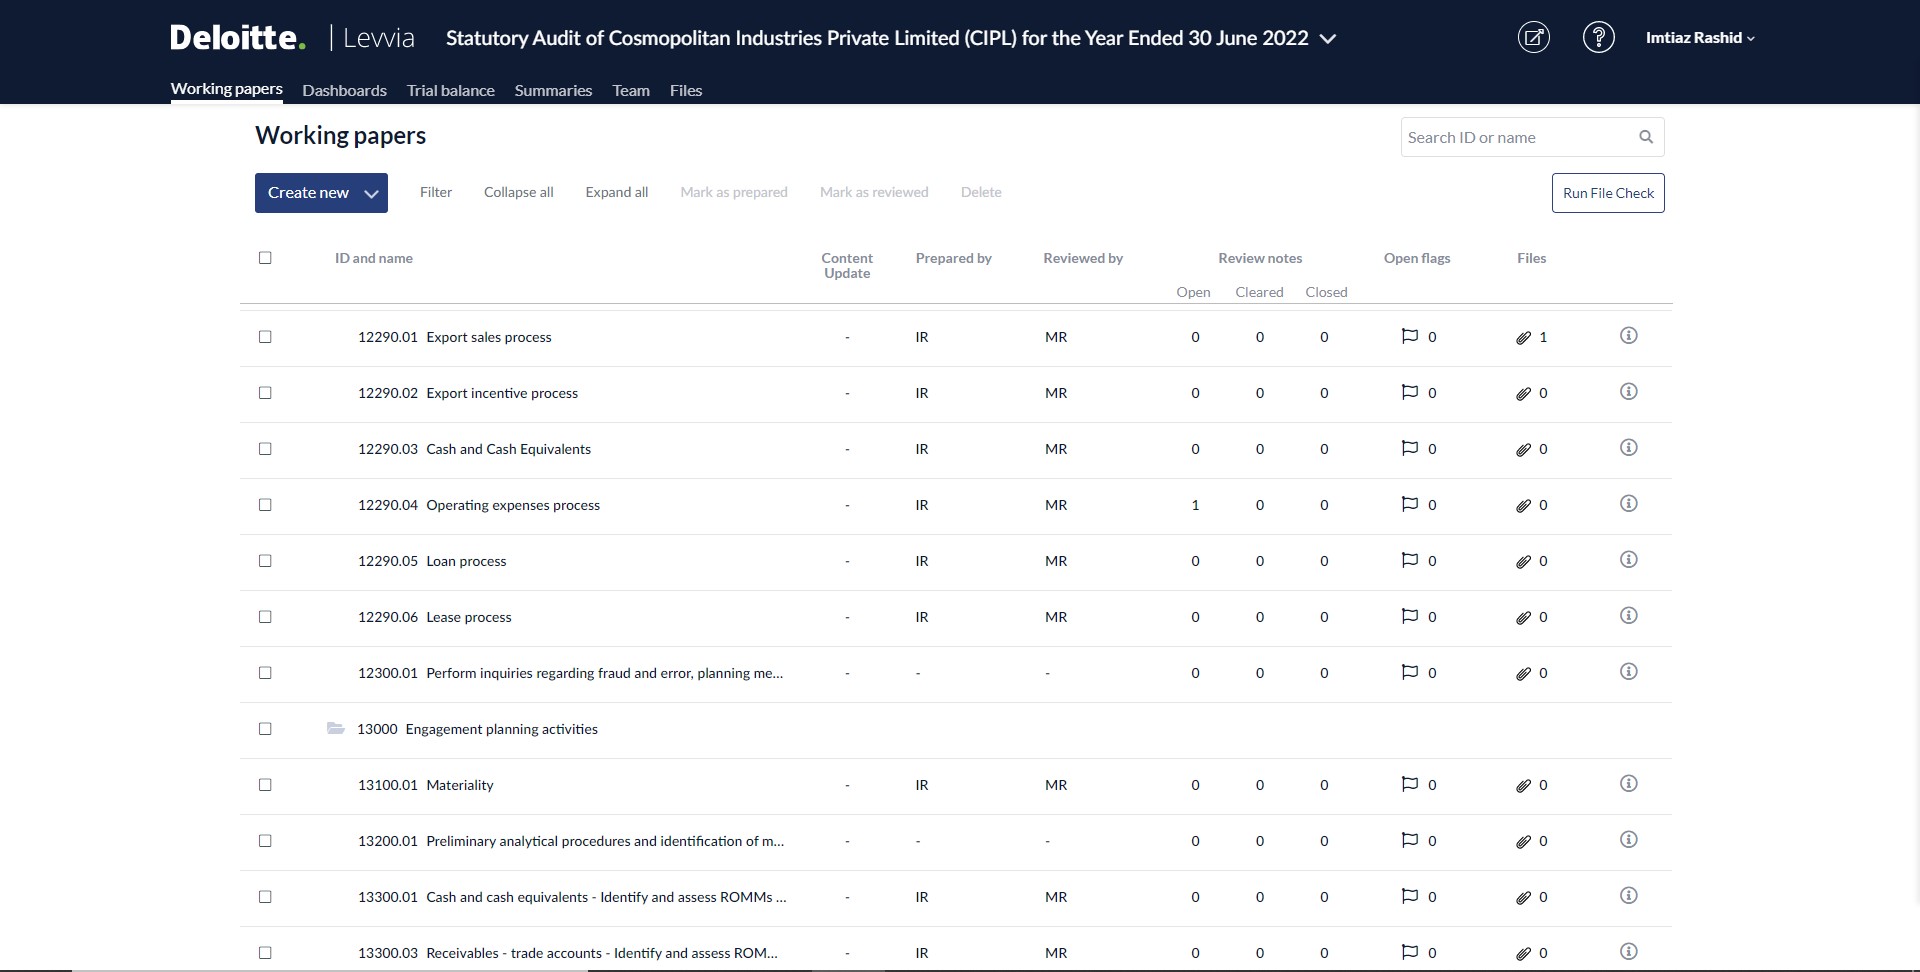 Deloitte. | Levvia Statutory Audit of Cosmopolitan Industries Private Limited (CIPL) for the Year Ended 30 June 2022 Imtiaz Rashid
Working papers Dashboards Trial balance Summaries Team Files
Working papers
Search ID or name
Create new Filter Collapse all Expand all Mark as prepared Mark as reviewed Delete Run File Check
ID and name Content Update Prepared by Reviewed by Review notes Open flags Files
Open Cleared Closed
12290.01 Export sales process - IR MR 0 0 0 0 1
12290.02 Export incentive process - IR MR 0 0 0 0 0
12290.03 Cash and Cash Equivalents - IR MR 0 0 0 0 0
12290.04 Operating expenses process - IR MR 1 0 0 0 0
12290.05 Loan process - IR MR 0 0 0 0 0
12290.06 Lease process - IR MR 0 0 0 0 0
12300.01 Perform inquiries regarding fraud and error, planning me... - - - 0 0 0 0 0
13000 Engagement planning activities
13100.01 Materiality - IR MR 0 0 0 0 0
13200.01 Preliminary analytical procedures and identification of m... - - - 0 0 0 0 0
13300.01 Cash and cash equivalents - Identify and assess ROMMs ... - IR MR 0 0 0 0 0
13300.03 Receivables - trade accounts - Identify and assess ROM... - IR MR 0 0 0 0 0